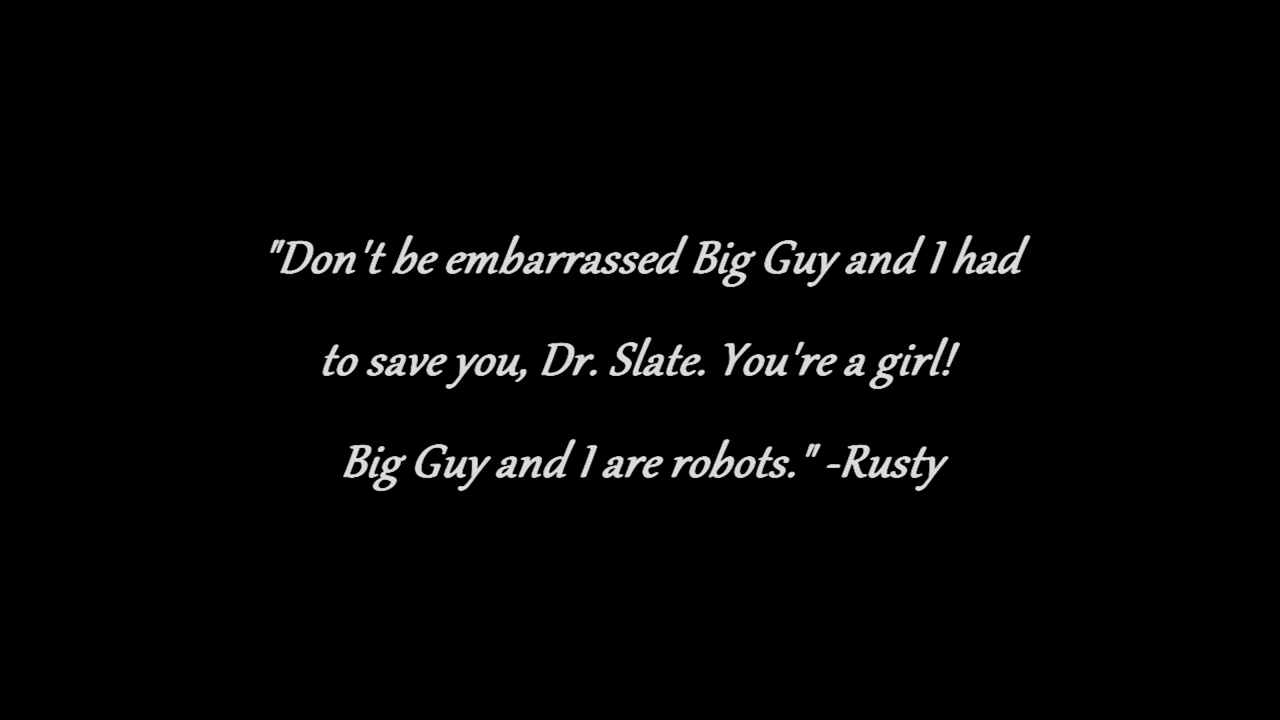 "Don't be embarrassed Big Guy and I had
to save you, Dr. Slate. You're a girl!
Big Guy and I are robots." -Rusty